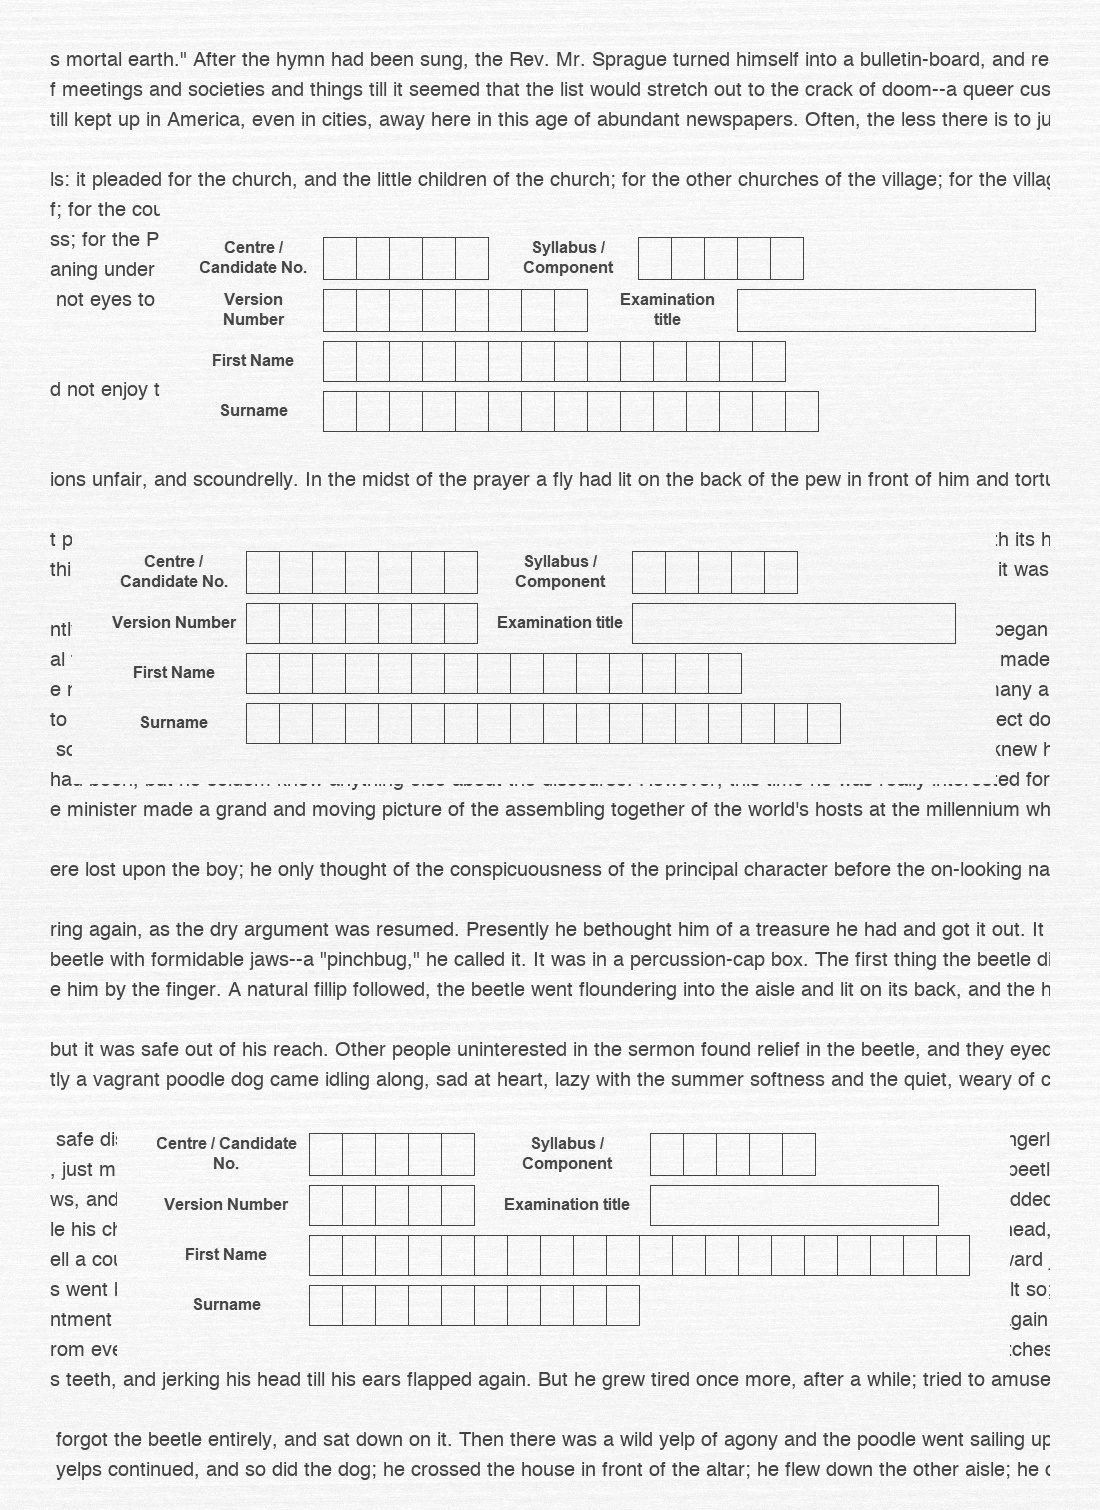 s mortal earth." After the hymn had been sung, the Rev. Mr. Sprague turned himself into a bulletin-board, and re
f meetings and societies and things till it seemed that the list would stretch out to the crack of doom--a queer cus
till kept up in America, even in cities, away here in this age of abundant newspapers. Often, the less there is to ju
ls: it pleaded for the church, and the little children of the church; for the other churches of the village; for the villag
f; for the cou
ss; for the P
aning under
not eyes to
Centre / Candidate No.
Syllabus / Component
Version Number
Examination title
First Name
d not enjoy t
Surname
ions unfair, and scoundrelly. In the midst of the prayer a fly had lit on the back of the pew in front of him and tortu
t p
h its h
thi
it was
Centre / Candidate No.
Syllabus / Component
Version Number
Examination title
First Name
Surname
ntl
began
al
made
e
any a
to
ect do
so
knew h
had been, but he seldom knew anything else about the discourse. However, this time he was really interested for
e minister made a grand and moving picture of the assembling together of the world's hosts at the millennium wh
ere lost upon the boy; he only thought of the conspicuousness of the principal character before the on-looking na
ring again, as the dry argument was resumed. Presently he bethought him of a treasure he had and got it out. It
beetle with formidable jaws--a "pinchbug," he called it. It was in a percussion-cap box. The first thing the beetle di
e him by the finger. A natural fillip followed, the beetle went floundering into the aisle and lit on its back, and the h
but it was safe out of his reach. Other people uninterested in the sermon found relief in the beetle, and they eyed
tly a vagrant poodle dog came idling along, sad at heart, lazy with the summer softness and the quiet, weary of c
safe dis
ngerl
, just m
beetl
ws, and
dded
le his ch
head,
ell a cou
ward
s went
lt so;
ntment
gain
rom eve
tches
Centre / Candidate No.
Syllabus / Component
Version Number
Examination title
First Name
Surname
s teeth, and jerking his head till his ears flapped again. But he grew tired once more, after a while; tried to amuse
forgot the beetle entirely, and sat down on it. Then there was a wild yelp of agony and the poodle went sailing up
yelps continued, and so did the dog; he crossed the house in front of the altar; he flew down the other aisle; he c